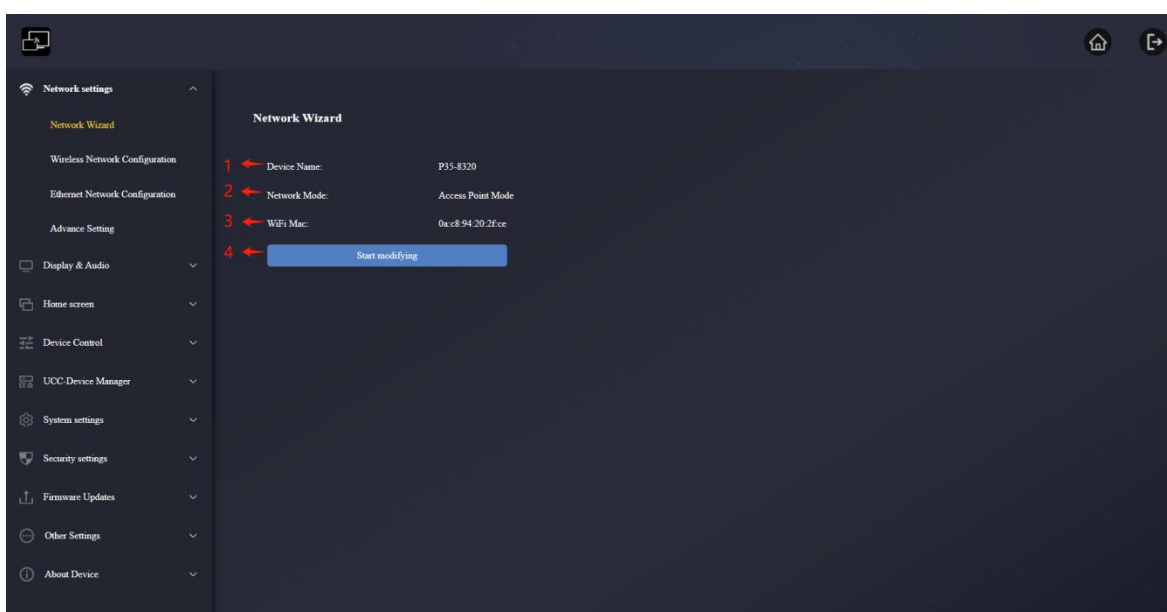 Network settings
Network Wizard
Wireless Network Configuration
Ethernet Network Configuration
Advance Setting
Display & Audio
Home screen
Device Control
UCC-Device Manager
System settings
Security settings
Firmware Updates
Other Settings
About Device
Network Wizard
1 Device Name: P35-8320
2 Network Mode: Access Point Mode
3 WiFi Mac: 0a:c8:94:20:2f:ce
4 Start modifying